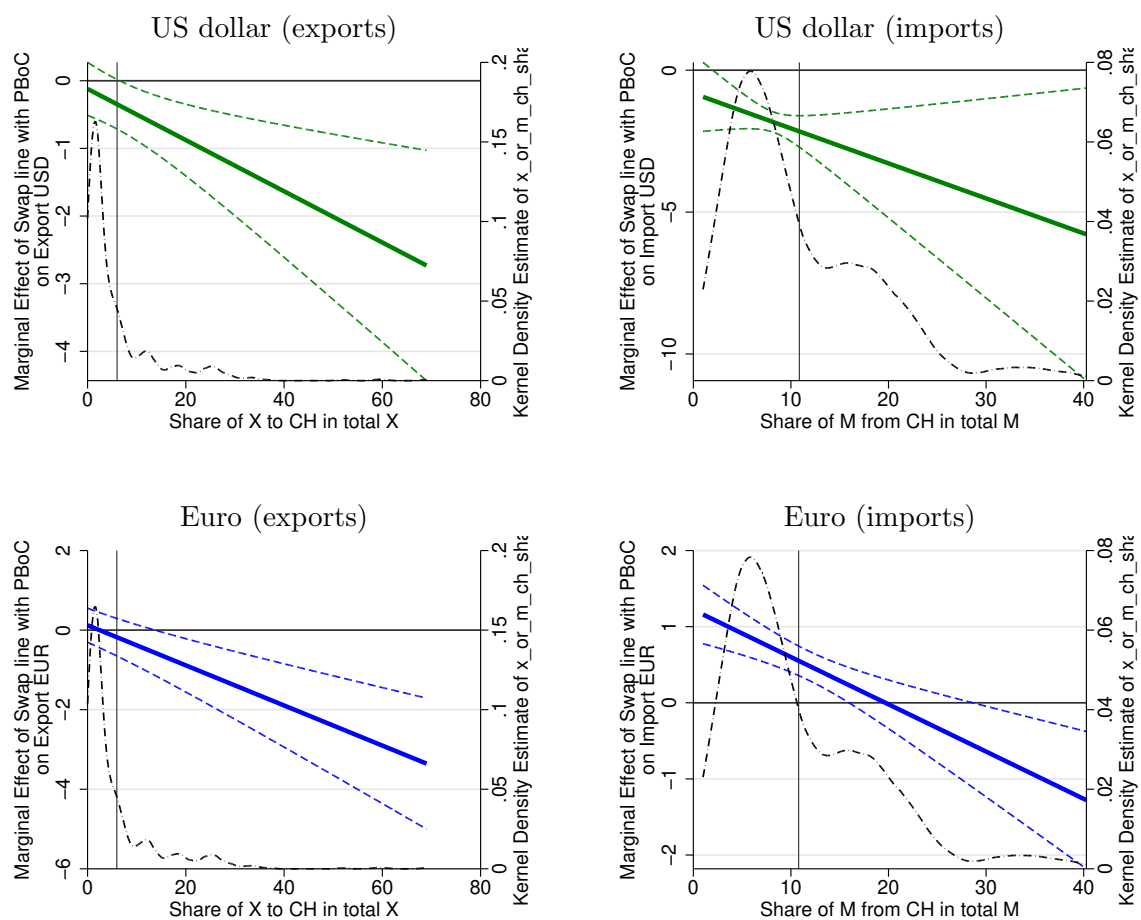 US dollar (exports)
Marginal Effect of Swap line with PBoC
on Export USD
0
−1
−2
−3
−4
0
.05
.1
.15
.2
Kernel Density Estimate of x_or_m_ch_sha
0
20
40
60
80
Share of X to CH in total X
US dollar (imports)
Marginal Effect of Swap line with PBoC
on Import USD
0
−5
−10
0
.02
.04
.06
.08
Kernel Density Estimate of x_or_m_ch_sha
0
10
20
30
40
Share of M from CH in total M
Euro (exports)
Marginal Effect of Swap line with PBoC
on Export EUR
2
0
−2
−4
−6
0
.05
.1
.15
.2
Kernel Density Estimate of x_or_m_ch_sha
0
20
40
60
80
Share of X to CH in total X
Euro (imports)
Marginal Effect of Swap line with PBoC
on Import EUR
2
1
0
−1
−2
0
.02
.04
.06
.08
Kernel Density Estimate of x_or_m_ch_sha
0
10
20
30
40
Share of M from CH in total M